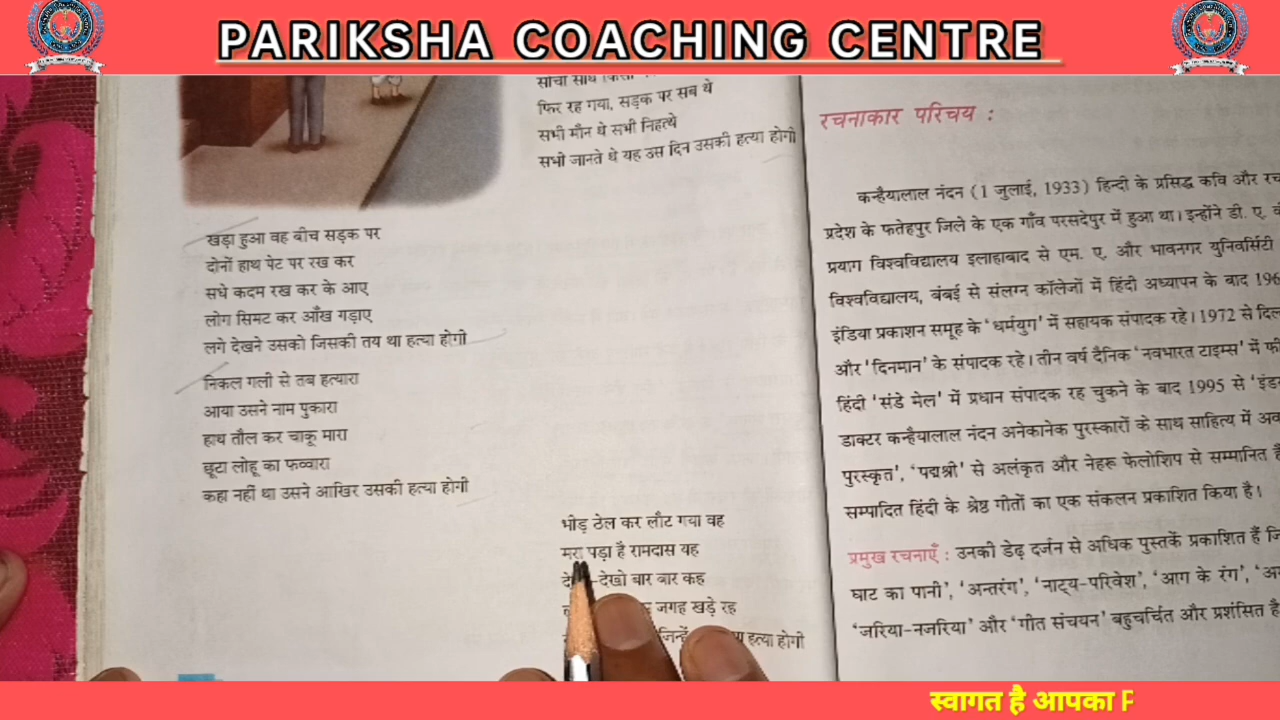 PARIKSHA COACHING CENTRE
फिर रह गया, सड़क पर सब थे
सभी मौन थे सभी निहत्थे
सभी जानते थे यह उस दिन उसकी हत्या होगी
खड़ा हुआ वह बीच सड़क पर
दोनों हाथ पेट पर रख कर
सधे कदम रख कर के आए
लोग सिमट कर आँख गड़ाए
लगे देखने उसको जिसकी तय था हत्या होगी
निकल गली से तब हत्यारा
आया उसने नाम पुकारा
हाथ तौल कर चाकू मारा
छूटा लोहू का फव्वारा
कहा नहीं था उसने आखिर उसकी हत्या होगी
भीड़ ठेल कर लौट गया वह
मरा पड़ा है रामदास यह
देखो बार बार कह
जगह खड़े रह
हत्या होगी
रचनाकार परिचय :
कन्हैयालाल नंदन (1 जुलाई, 1933) हिन्दी के प्रसिद्ध कवि और
प्रदेश के फतेहपुर जिले के एक गाँव परसदेपुर में हुआ था। इन्होंने डी. ए.
प्रयाग विश्वविद्यालय इलाहाबाद से एम. ए. और भावनगर युनिवर्सिटी
विश्वविद्यालय, बंबई से संलग्न कॉलेजों में हिंदी अध्यापन के बाद
इंडिया प्रकाशन समूह के 'धर्मयुग' में सहायक संपादक रहे। 1972 से
और 'दिनमान' के संपादक रहे। तीन वर्ष दैनिक 'नवभारत टाइम्स' में
हिंदी 'संडे मेल' में प्रधान संपादक रह चुकने के बाद 1995 से
डाक्टर कन्हैयालाल नंदन अनेकानेक पुरस्कारों के साथ साहित्य में
पुरस्कृत', 'पद्मश्री' से अलंकृत और नेहरू फेलोशिप से सम्मानित
सम्पादित हिंदी के श्रेष्ठ गीतों का एक संकलन प्रकाशित किया है।
प्रमुख रचनाएँ : उनकी डेढ़ दर्जन से अधिक पुस्तकें प्रकाशित हैं
घाट का पानी', 'अन्तरंग', 'नाट्य-परिवेश', 'आग के रंग',
'जरिया-नजरिया' और 'गीत संचयन' बहुचर्चित और प्रशंसित
स्वागत है आपका